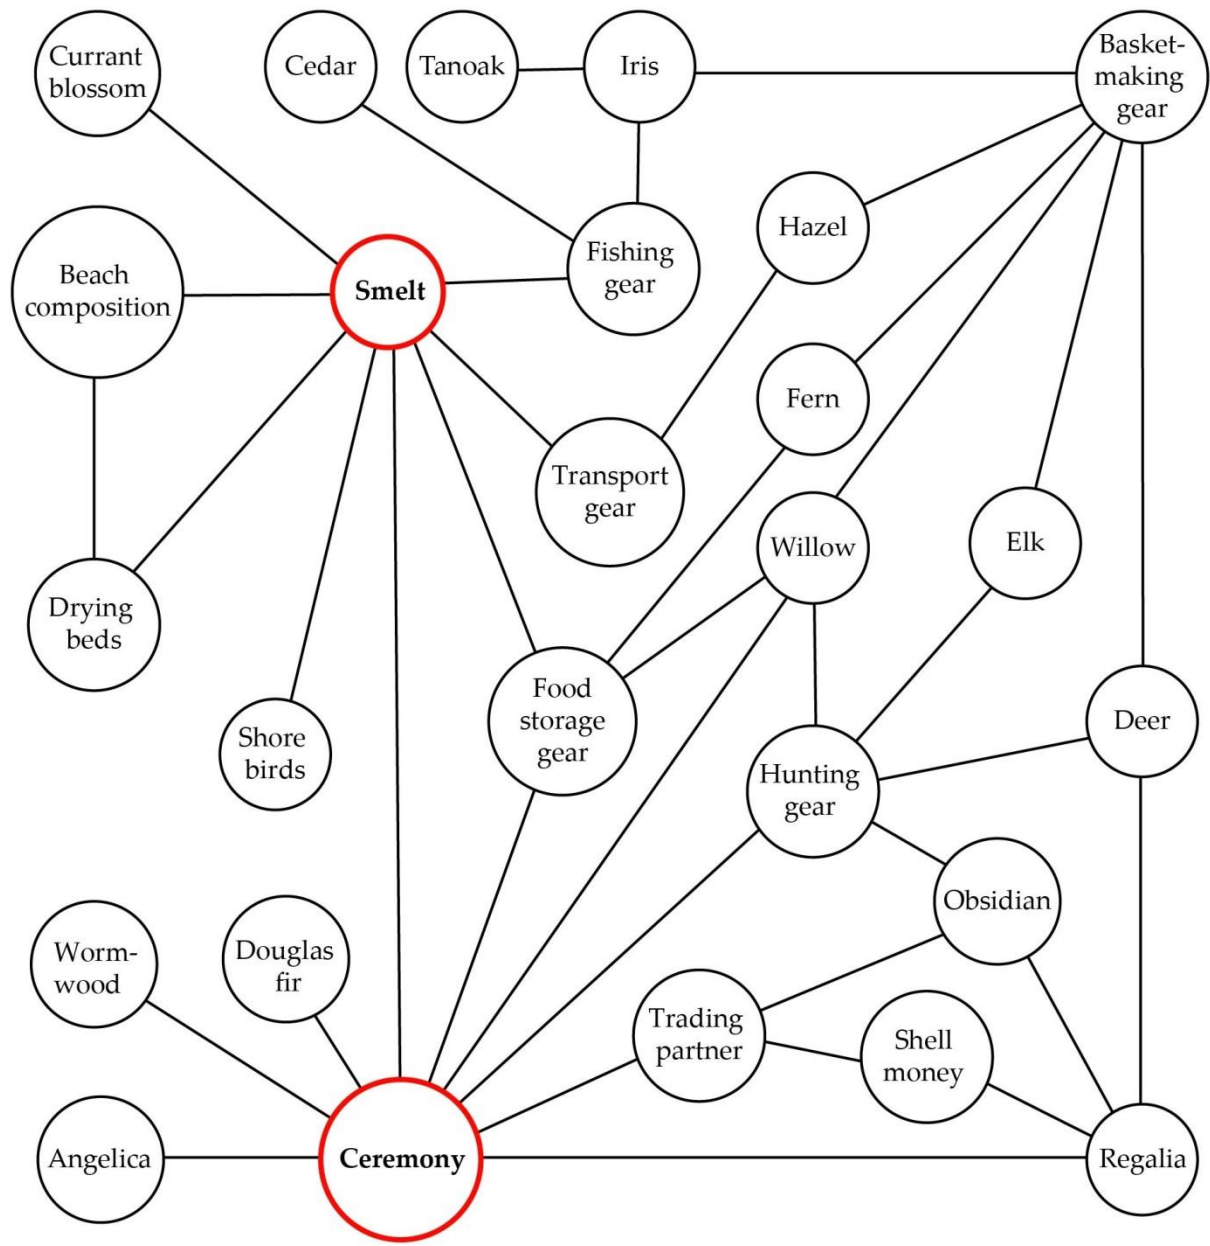 Currant
blossom
Cedar
Tanoak
Iris
Basket-
making
gear
Hazel
Fishing
gear
Beach
composition
Smelt
Fern
Transport
gear
Willow
Elk
Drying
beds
Food
storage
gear
Deer
Shore
birds
Hunting
gear
Obsidian
Worm-
wood
Douglas
fir
Trading
partner
Shell
money
Angelica
Ceremony
Regalia